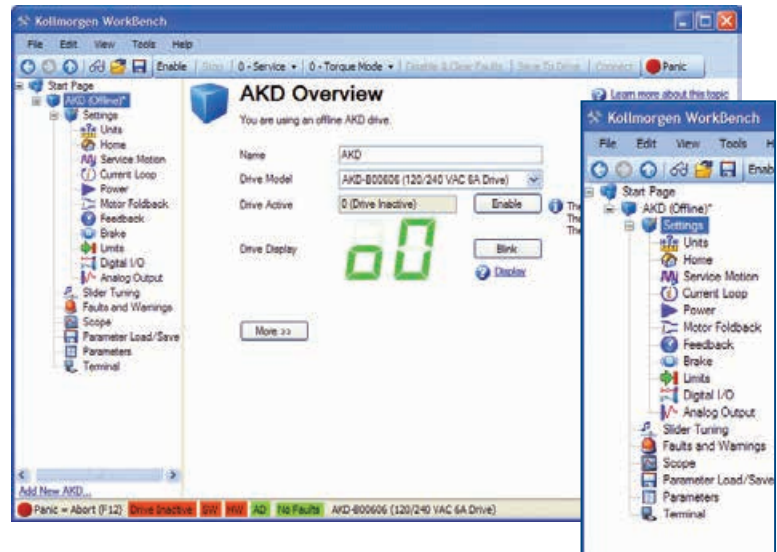 Kollmorgen WorkBench
File Edit View Tools Help
Enable Stop 0 - Service 0 - Torque Mode Disable & Clear Faults Save To Drive Connect Panic
Start Page
AKD (Offline)*
Settings
Units
Home
Service Motion
Current Loop
Power
Motor Foldback
Feedback
Brake
Limits
Digital I/O
Analog Output
Slider Tuning
Faults and Warnings
Scope
Parameter Load/Save
Parameters
Terminal
Add New AKD...
AKD Overview
Learn more about this topic
You are using an offline AKD drive.
Name AKD
Drive Model AKD-B00606 (120/240 VAC 6A Drive)
Drive Active 0 (Drive Inactive) Enable
The
The
The
Drive Display o0 Blink
Display
More >>
Panic = Abort (F12) Drive Inactive SW HW AD No Faults AKD-B00606 (120/240 VAC 6A Drive)
Kollmorgen WorkBench
File Edit View Tools H
Enab
Start Page
AKD (Offline)*
Settings
Units
Home
Service Motion
Current Loop
Power
Motor Foldback
Feedback
Brake
Limits
Digital I/O
Analog Output
Slider Tuning
Faults and Warnings
Scope
Parameter Load/Save
Parameters
Terminal